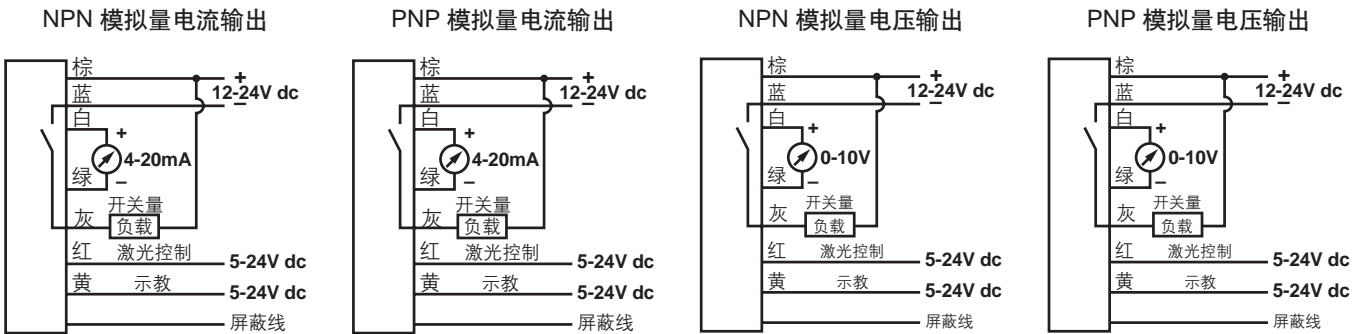 NPN 模拟量电流输出
棕
+
12-24V dc
蓝
–
白
+
4-20mA
绿
–
开关量
灰
负载
红
激光控制
5-24V dc
黄
示教
5-24V dc
屏蔽线
PNP 模拟量电流输出
棕
+
12-24V dc
蓝
–
白
+
4-20mA
绿
–
开关量
灰
负载
红
激光控制
5-24V dc
黄
示教
5-24V dc
屏蔽线
NPN 模拟量电压输出
棕
+
12-24V dc
蓝
–
白
+
0-10V
绿
–
开关量
灰
负载
红
激光控制
5-24V dc
黄
示教
5-24V dc
屏蔽线
PNP 模拟量电压输出
棕
+
12-24V dc
蓝
–
白
+
0-10V
绿
–
开关量
灰
负载
红
激光控制
5-24V dc
黄
示教
5-24V dc
屏蔽线